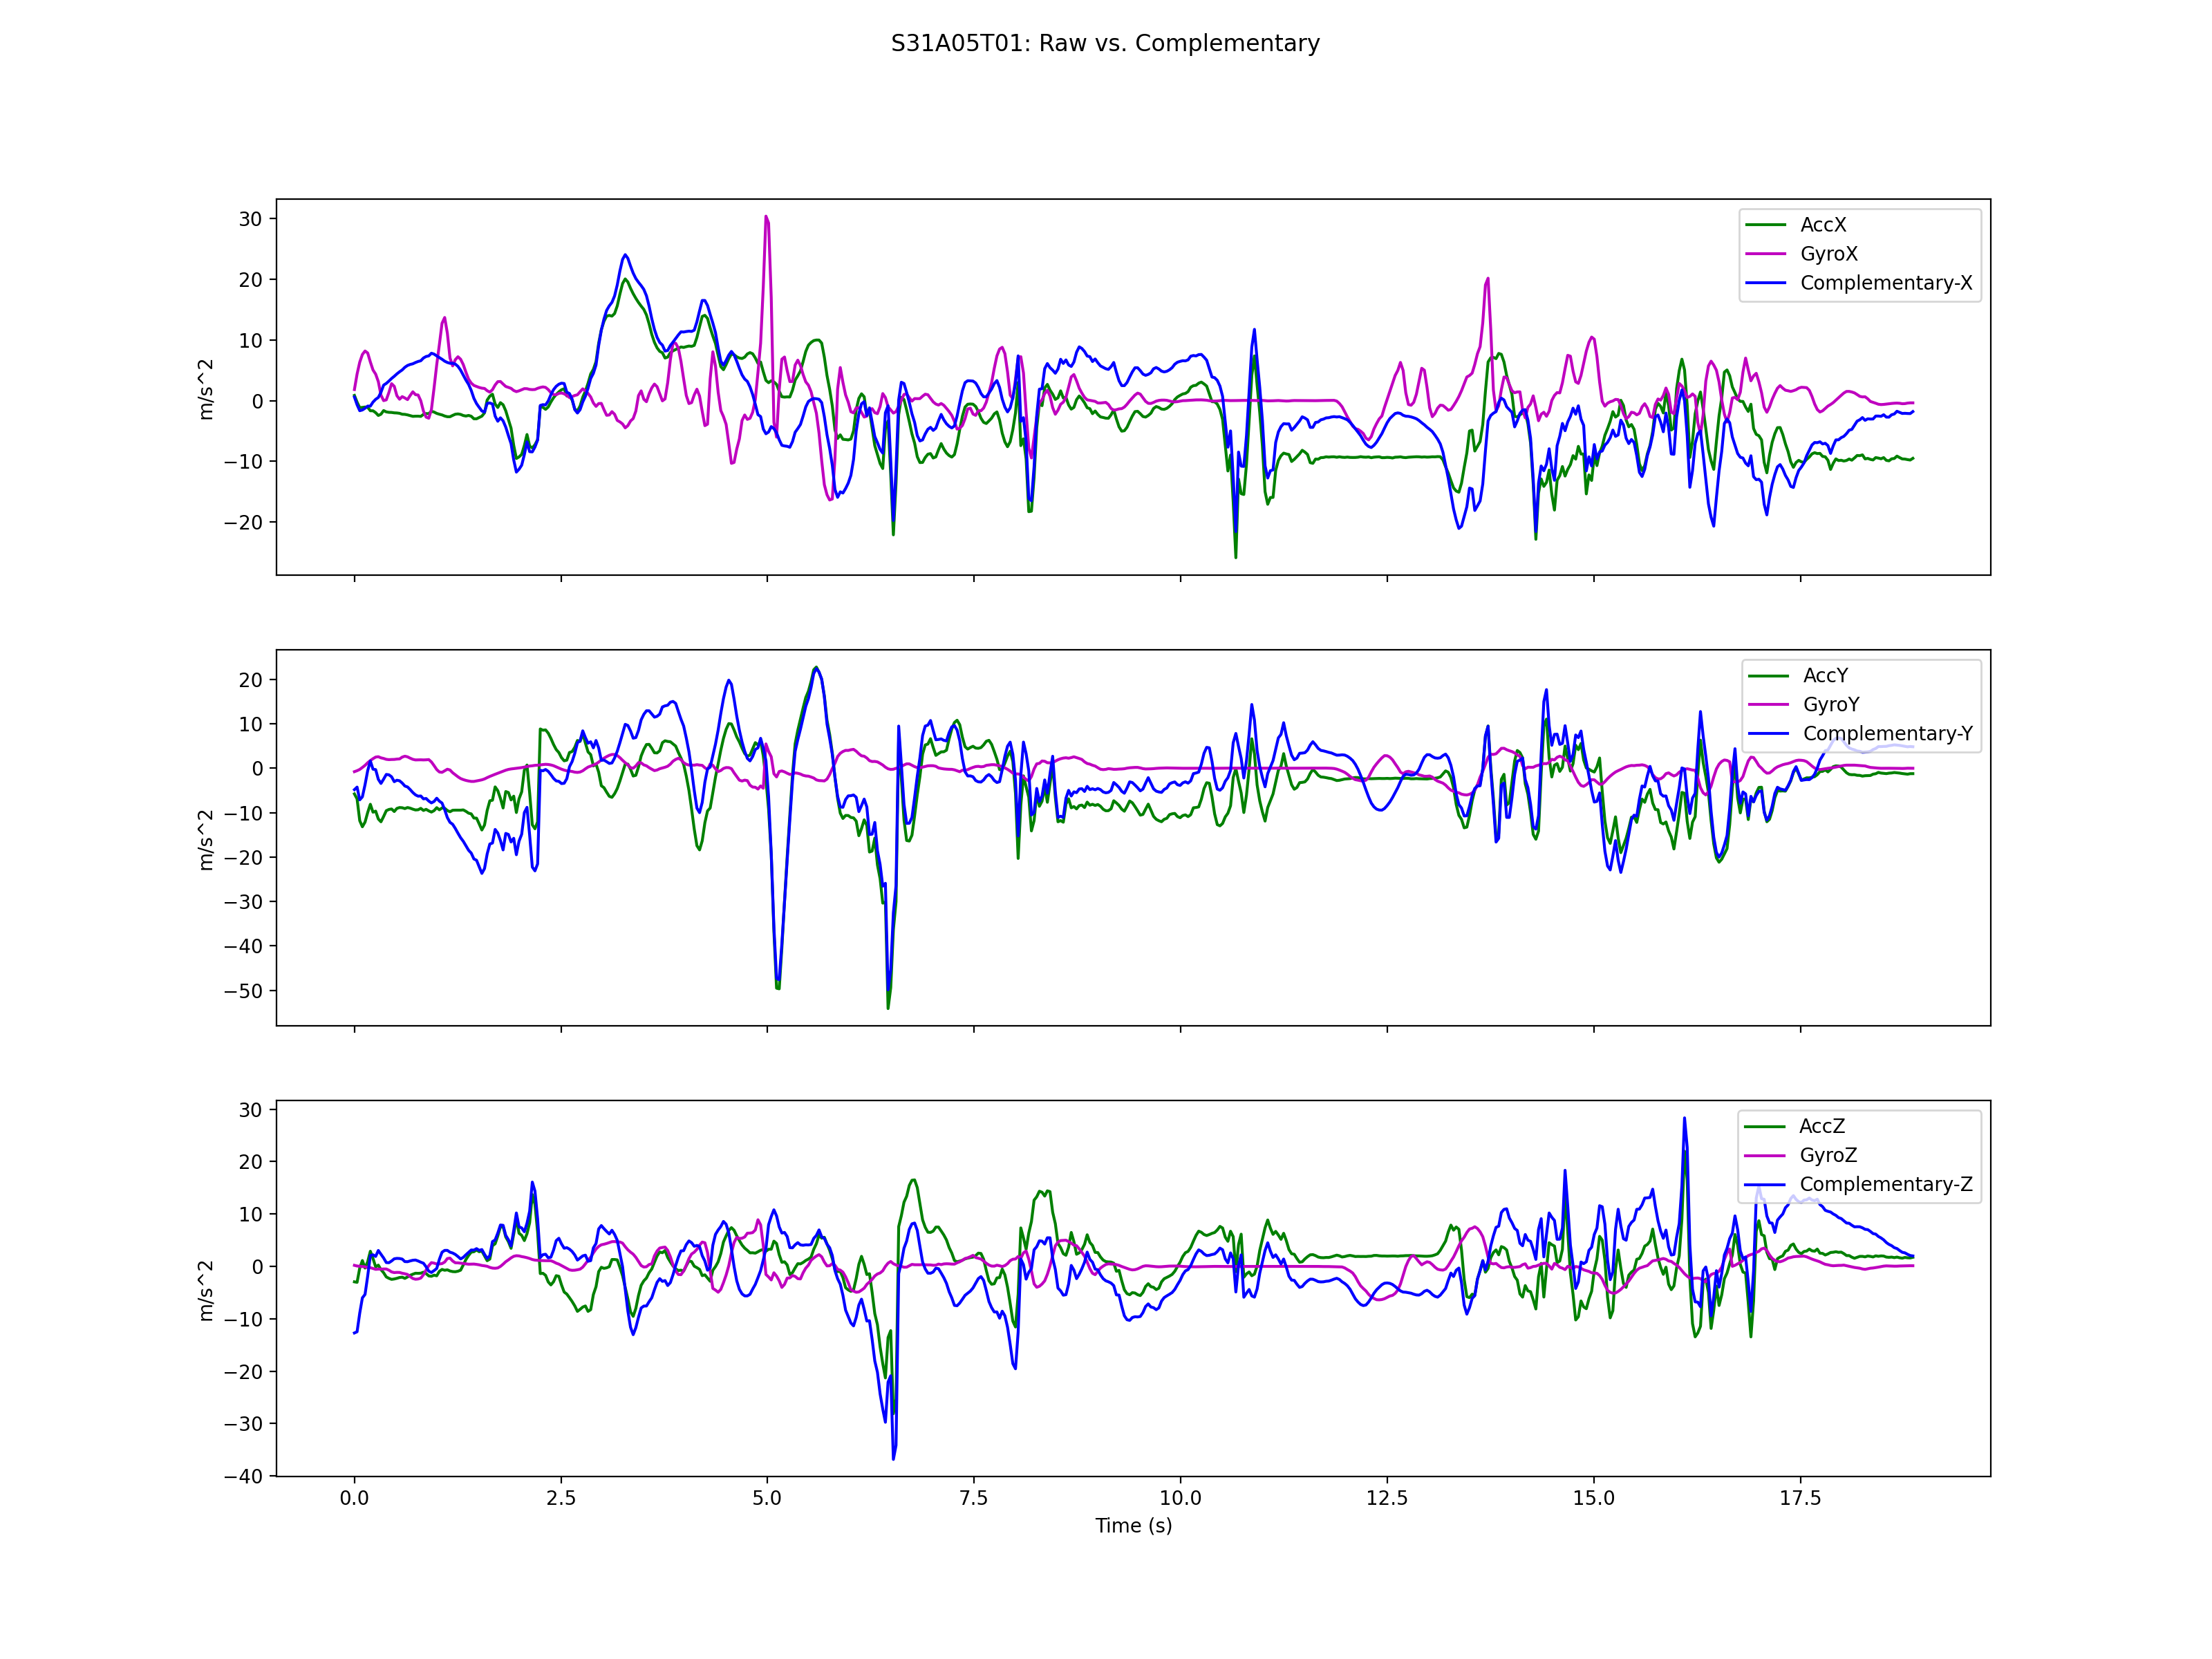 S31A05T01: Raw vs. Complementary
30
20
10
0
−10
−20
m/s^2
AccX
GyroX
Complementary-X
20
10
0
−10
−20
−30
−40
−50
m/s^2
AccY
GyroY
Complementary-Y
30
20
10
0
−10
−20
−30
−40
m/s^2
AccZ
GyroZ
Complementary-Z
0.0 2.5 5.0 7.5 10.0 12.5 15.0 17.5
Time (s)